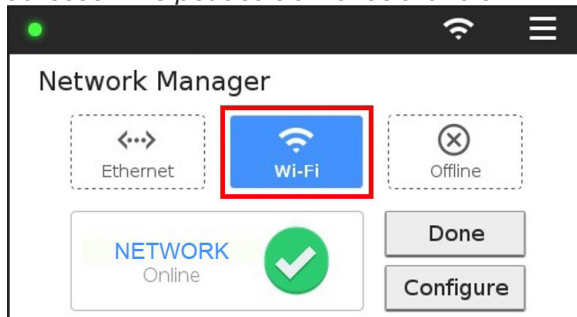 Network Manager
Ethernet
Wi-Fi
Offline
NETWORK
Online
Done
Configure